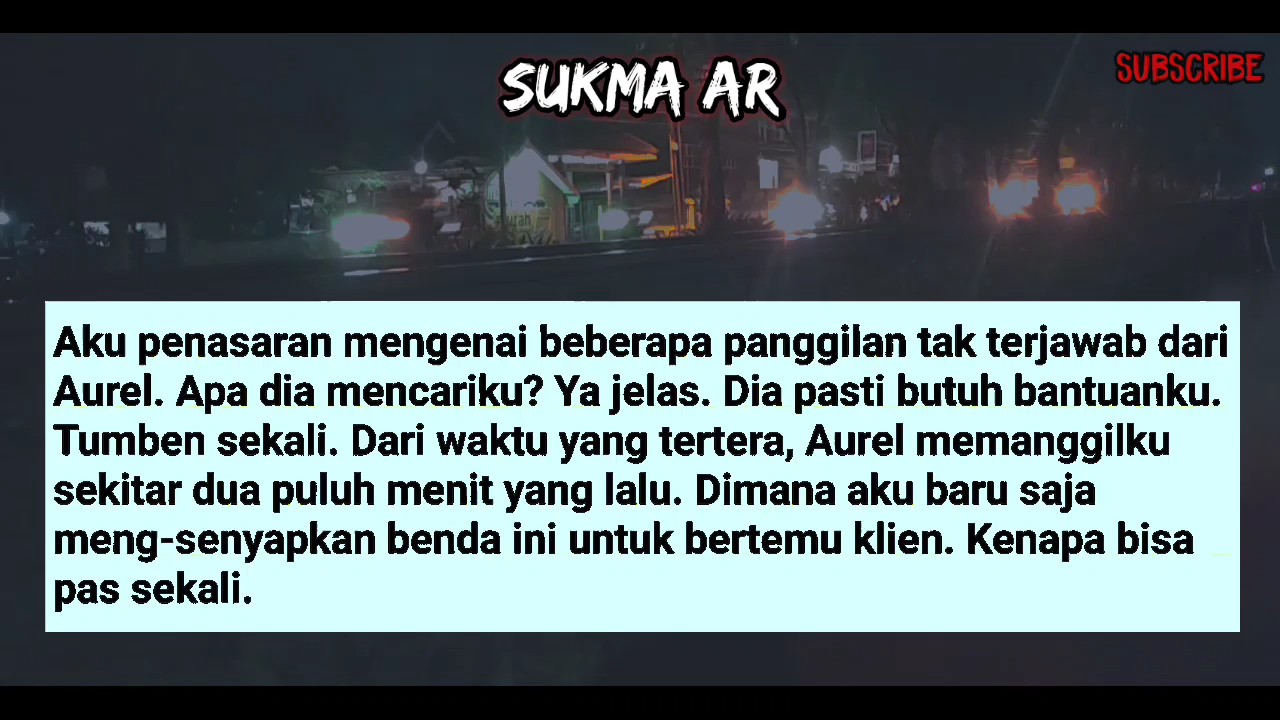 SUKMA AR
SUBSCRIBE
urah
Aku penasaran mengenai beberapa panggilan tak terjawab dari
Aurel. Apa dia mencariku? Ya jelas. Dia pasti butuh bantuanku.
Tumben sekali. Dari waktu yang tertera, Aurel memanggilku
sekitar dua puluh menit yang lalu. Dimana aku baru saja
meng-senyapkan benda ini untuk bertemu klien. Kenapa bisa
pas sekali.